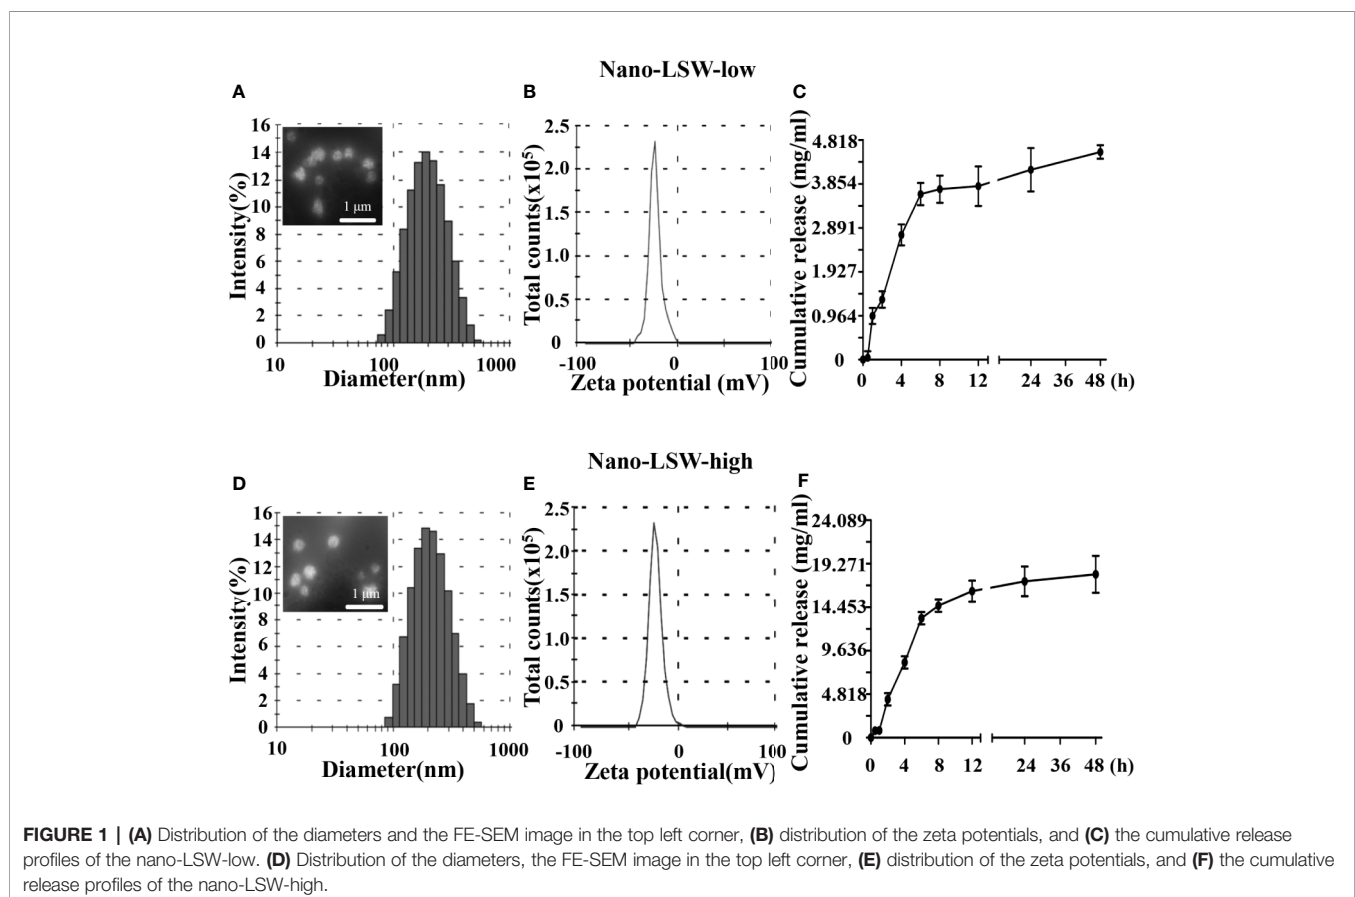 Nano-LSW-low
A
16
14
12
10
8
6
4
2
0
Intensity(%)
1 μm
10
100
1000
Diameter(nm)
B
2.5
2.0
1.5
1.0
0.5
0
Total counts(x10⁵)
-100
0
100
Zeta potential (mV)
C
4.818
3.854
2.891
1.927
0.964
0
Cumulative release (mg/ml)
0 4 8 12 24 36 48 (h)
Nano-LSW-high
D
16
14
12
10
8
6
4
2
0
Intensity(%)
1 μm
10
100
1000
Diameter(nm)
E
2.5
2.0
1.5
1.0
0.5
0
Total counts(x10⁵)
-100
0
100
Zeta potential(mV)
F
24.089
19.271
14.453
9.636
4.818
0
Cumulative release (mg/ml)
0 4 8 12 24 36 48 (h)
FIGURE 1 | (A) Distribution of the diameters and the FE-SEM image in the top left corner, (B) distribution of the zeta potentials, and (C) the cumulative release
profiles of the nano-LSW-low. (D) Distribution of the diameters, the FE-SEM image in the top left corner, (E) distribution of the zeta potentials, and (F) the cumulative
release profiles of the nano-LSW-high.